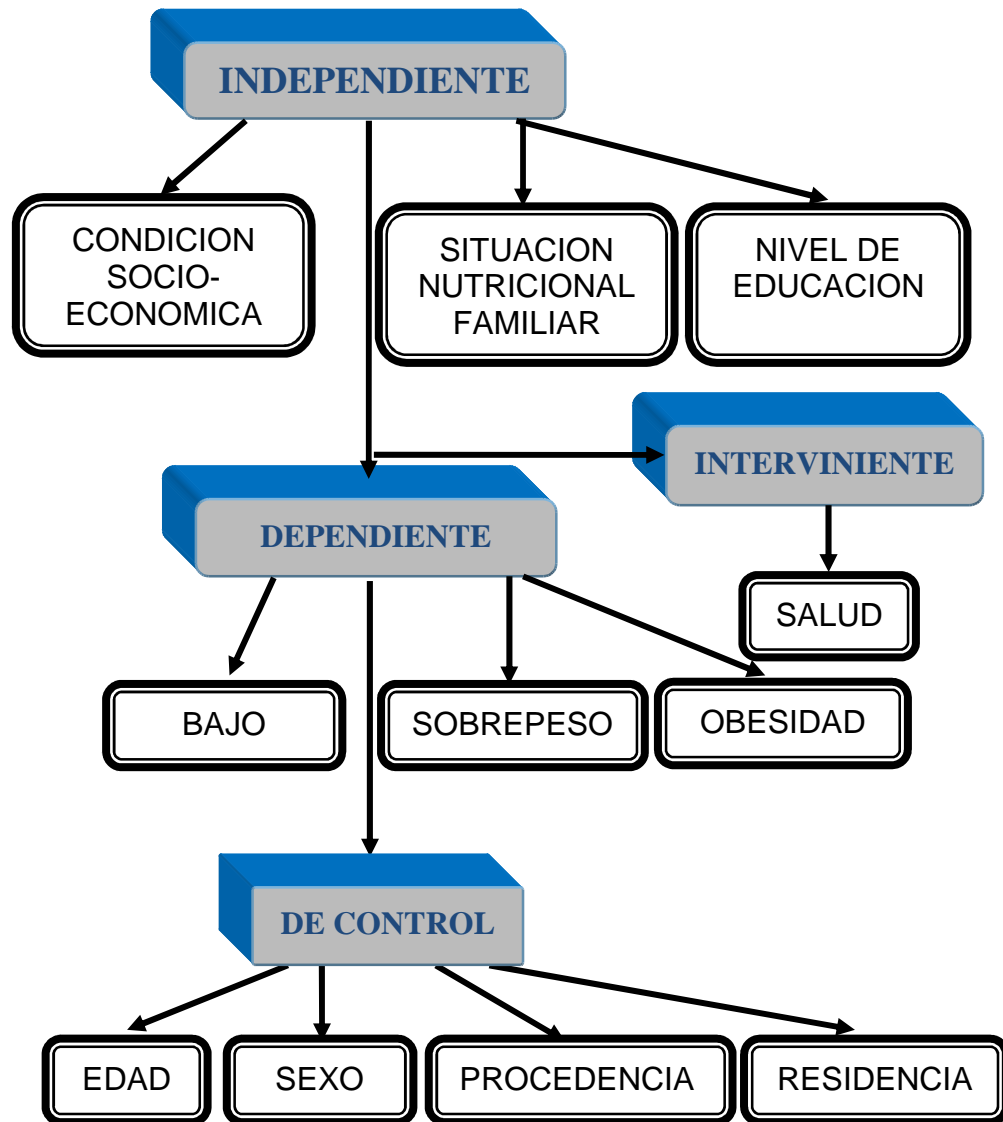 INDEPENDIENTE
CONDICION
SOCIO-
ECONOMICA
SITUACION
NUTRICIONAL
FAMILIAR
NIVEL DE
EDUCACION
INTERVINIENTE
DEPENDIENTE
SALUD
BAJO
SOBREPESO
OBESIDAD
DE CONTROL
EDAD
SEXO
PROCEDENCIA
RESIDENCIA